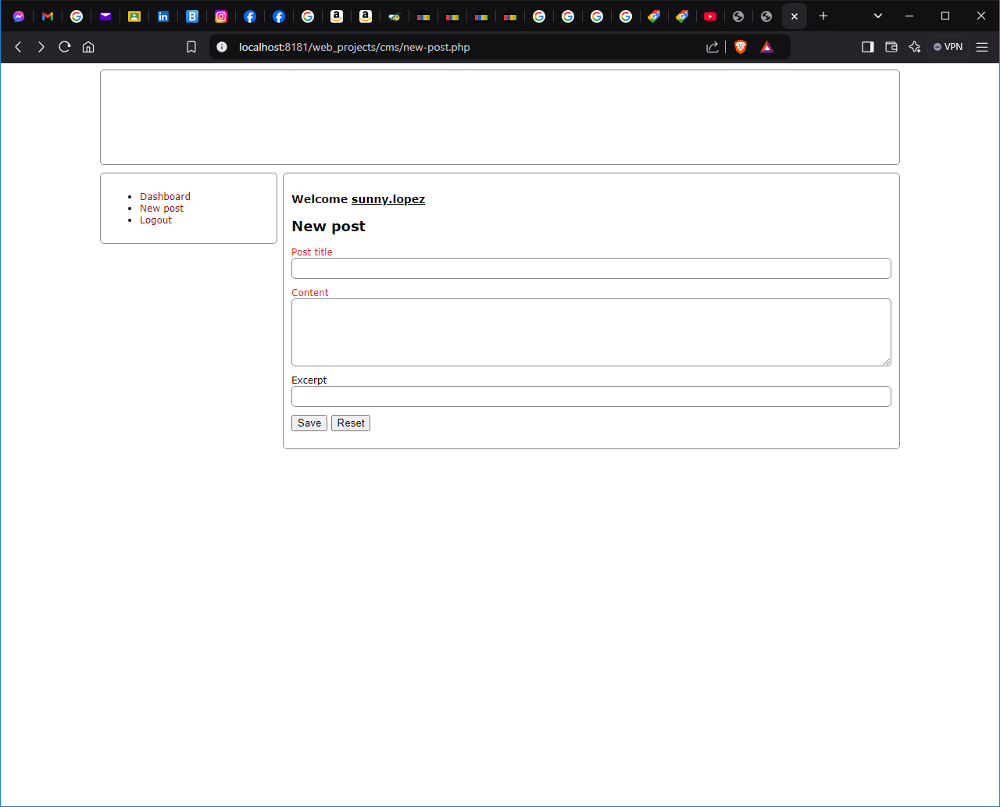 localhost:8181/web_projects/cms/new-post.php
VPN
Dashboard
New post
Logout
Welcome sunny.lopez
New post
Post title
Content
Excerpt
Save Reset